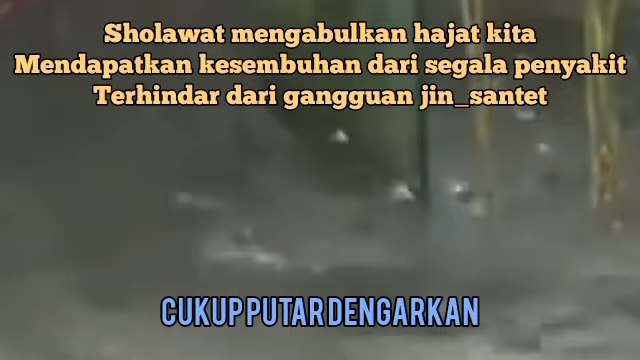 Sholawat mengabulkan hajat kita
Mendapatkan kesembuhan dari segala penyakit
Terhindar dari gangguan jin_santet
CUKUP PUTAR DENGARKAN